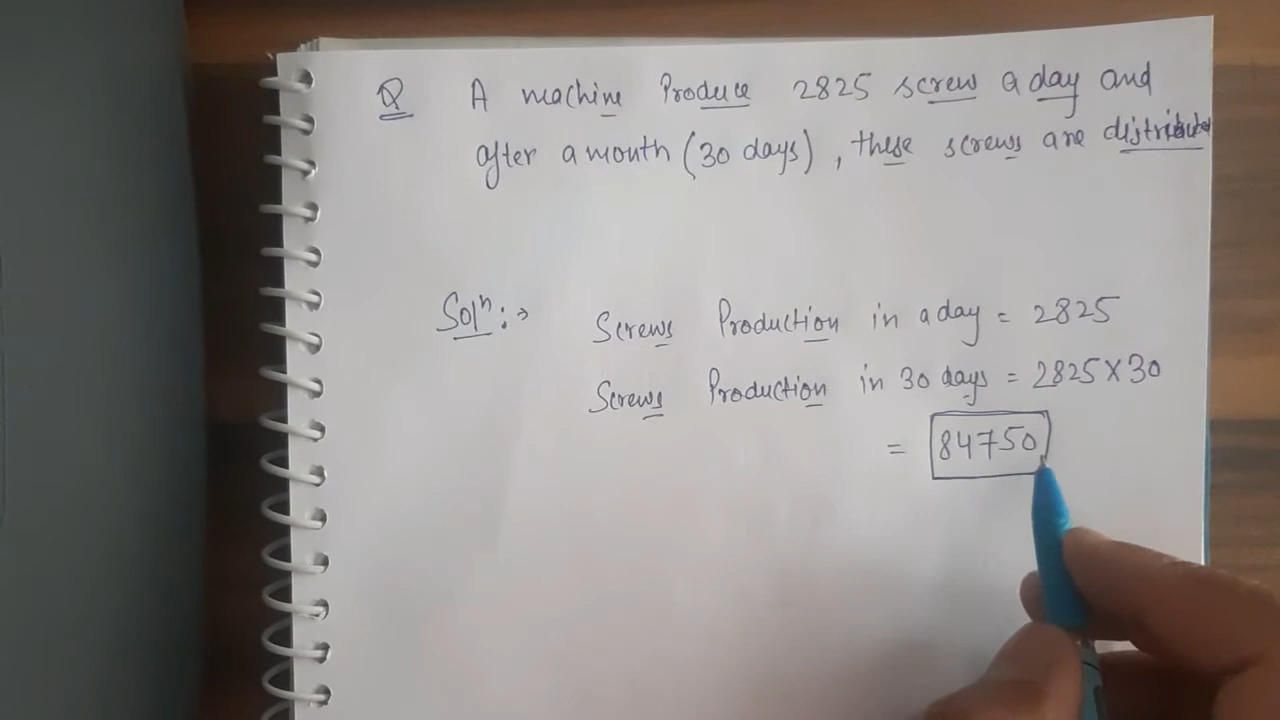 Q A machine Produce 2825 screw a day and
after a month (30 days), these screws are distribute
Solⁿ:→ Screws Production in a day = 2825
Screws Production in 30 days = 2825 X 30
= 84750